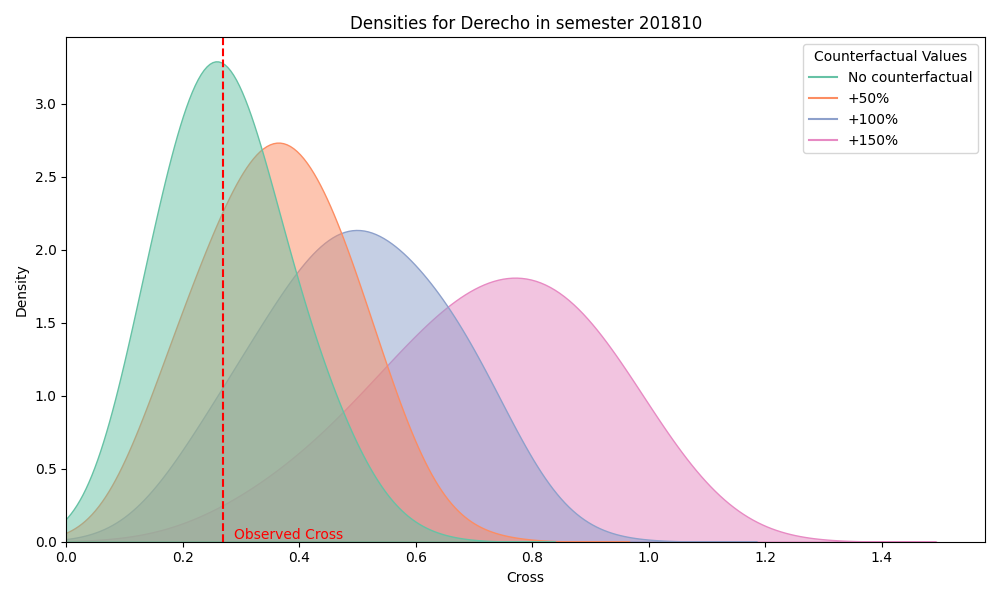 Densities for Derecho in semester 201810
Counterfactual Values
No counterfactual
+50%
+100%
+150%
Density
3.0
2.5
2.0
1.5
1.0
0.5
0.0
Observed Cross
0.0 0.2 0.4 0.6 0.8 1.0 1.2 1.4
Cross